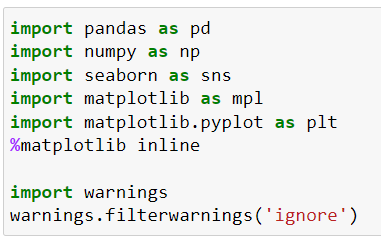 import pandas as pd
import numpy as np
import seaborn as sns
import matplotlib as mpl
import matplotlib.pyplot as plt
%matplotlib inline

import warnings
warnings.filterwarnings('ignore')